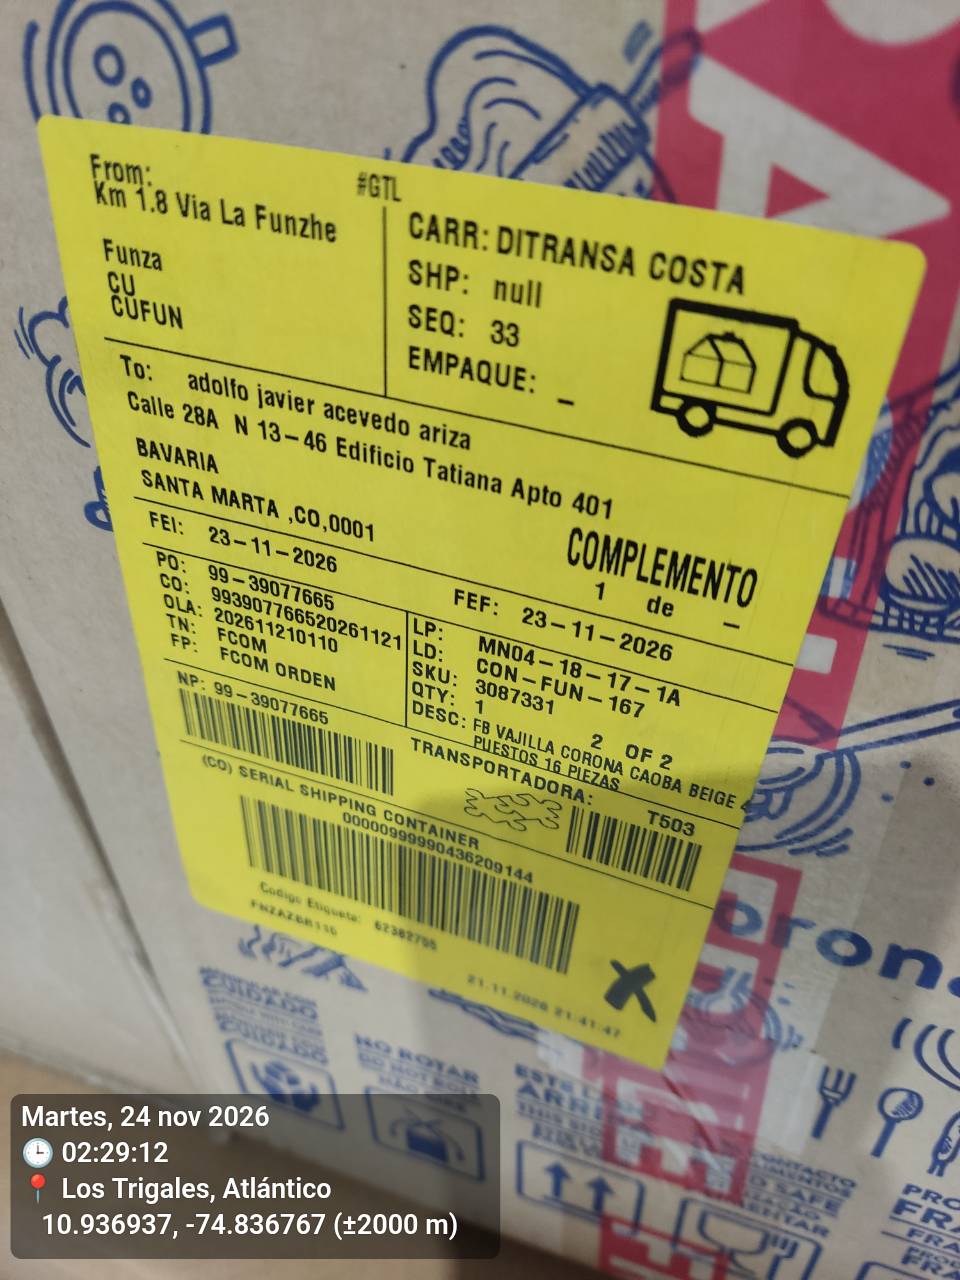 From:
Km 1.8 Via La Funzhe
Funza
CU
CUFUN
#GTL
CARR: DITRANSA COSTA
SHP: null
SEQ: 33
EMPAQUE: _
To: adolfo javier acevedo ariza
Calle 28A N 13-46 Edificio Tatiana Apto 401
BAVARIA
SANTA MARTA ,CO,0001
COMPLEMENTO
1 de _
FEI: 23-11-2026
FEF: 23-11-2026
PO: 99-39077665
CO: 993907766520261121
OLA: 202611210110
TN: FCOM
FP: FCOM ORDEN
LP: MN04-18-17-1A
LD: CON-FUN-167
SKU: 3087331
QTY: 1
2 OF 2
DESC: FB VAJILLA CORONA CAOBA BEIGE 4
PUESTOS 16 PIEZAS
NP: 99-39077665
TRANSPORTADORA:
T503
(CO) SERIAL SHIPPING CONTAINER
00000999990436209144
Codigo Etiqueta: 62382755
21.11.2026 21:41:47
CUIDADO
NO ROTAR
Martes, 24 nov 2026
02:29:12
Los Trigales, Atlántico
10.936937, -74.836767 (±2000 m)